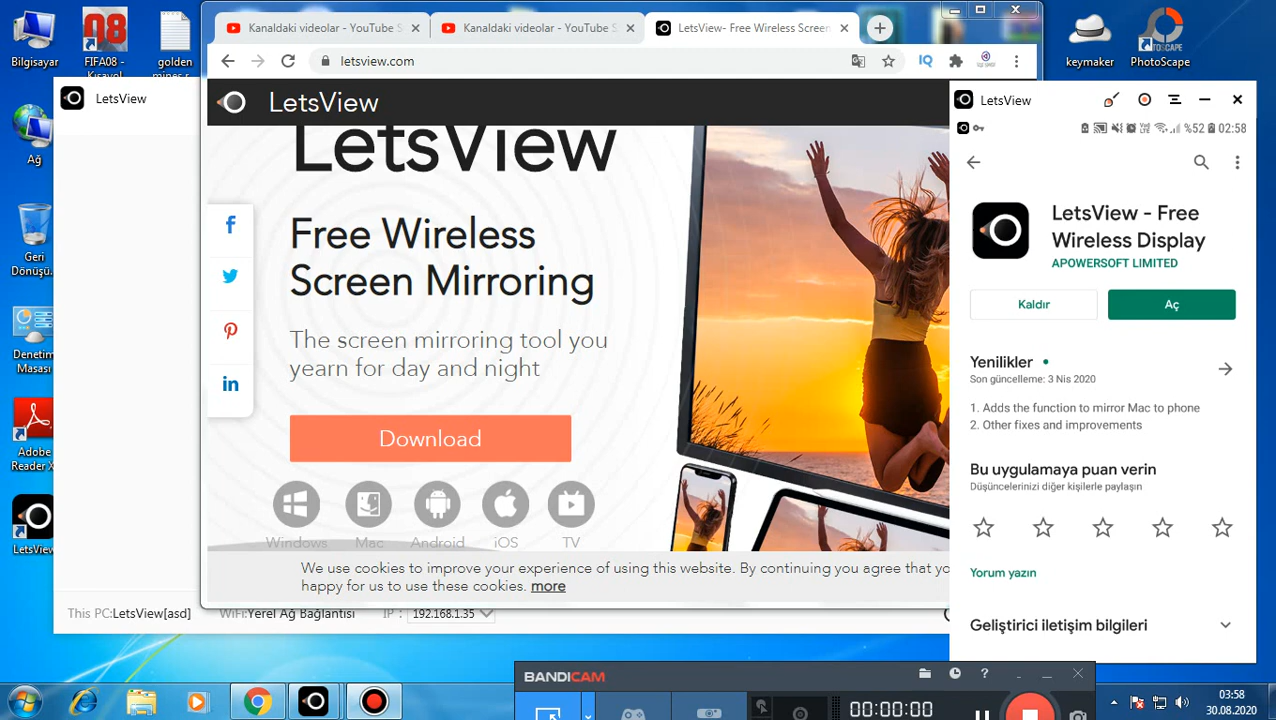 Bilgisayar
FIFA08 -
Kısayol
golden
mines r
Ağ
Geri
Dönüşü...
Denetim
Masası
Adobe
Reader X
LetsView
LetsView
Kanaldaki videolar - YouTube S
Kanaldaki videolar - YouTube S
LetsView- Free Wireless Screen
letsview.com
LetsView
LetsView
Free Wireless
Screen Mirroring
The screen mirroring tool you
yearn for day and night
Download
Windows
Mac
Android
iOS
TV
We use cookies to improve your experience of using this website. By continuing you agree that yo
happy for us to use these cookies. more
This PC:LetsView[asd]
WiFi:Yerel Ağ Bağlantısı
IP :
192.168.1.35
keymaker
PhotoScape
LetsView
%52
02:58
LetsView - Free
Wireless Display
APOWERSOFT LIMITED
Kaldır
Aç
Yenilikler
Son güncelleme: 3 Nis 2020
1. Adds the function to mirror Mac to phone
2. Other fixes and improvements
Bu uygulamaya puan verin
Düşüncelerinizi diğer kişilerle paylaşın
Yorum yazın
Geliştirici iletişim bilgileri
BANDICAM
00:00:00
03:58
30.08.2020